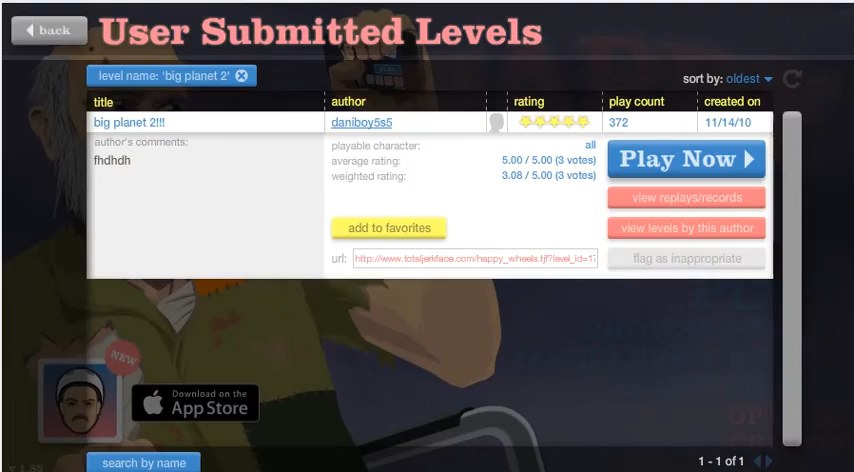 back
User Submitted Levels
level name: 'big planet 2'
sort by: oldest
title author rating play count created on
big planet 2!!! daniboy5s5 372 11/14/10
author's comments:
fhdhdh
playable character: all
average rating: 5.00 / 5.00 (3 votes)
weighted rating: 3.08 / 5.00 (3 votes)
Play Now
view replays/records
add to favorites
view levels by this author
url: http://www.totaljerkface.com/happy_wheels.tjf?level_id=1
flag as inappropriate
NEW
Download on the
App Store
search by name
1 - 1 of 1
v 1.85